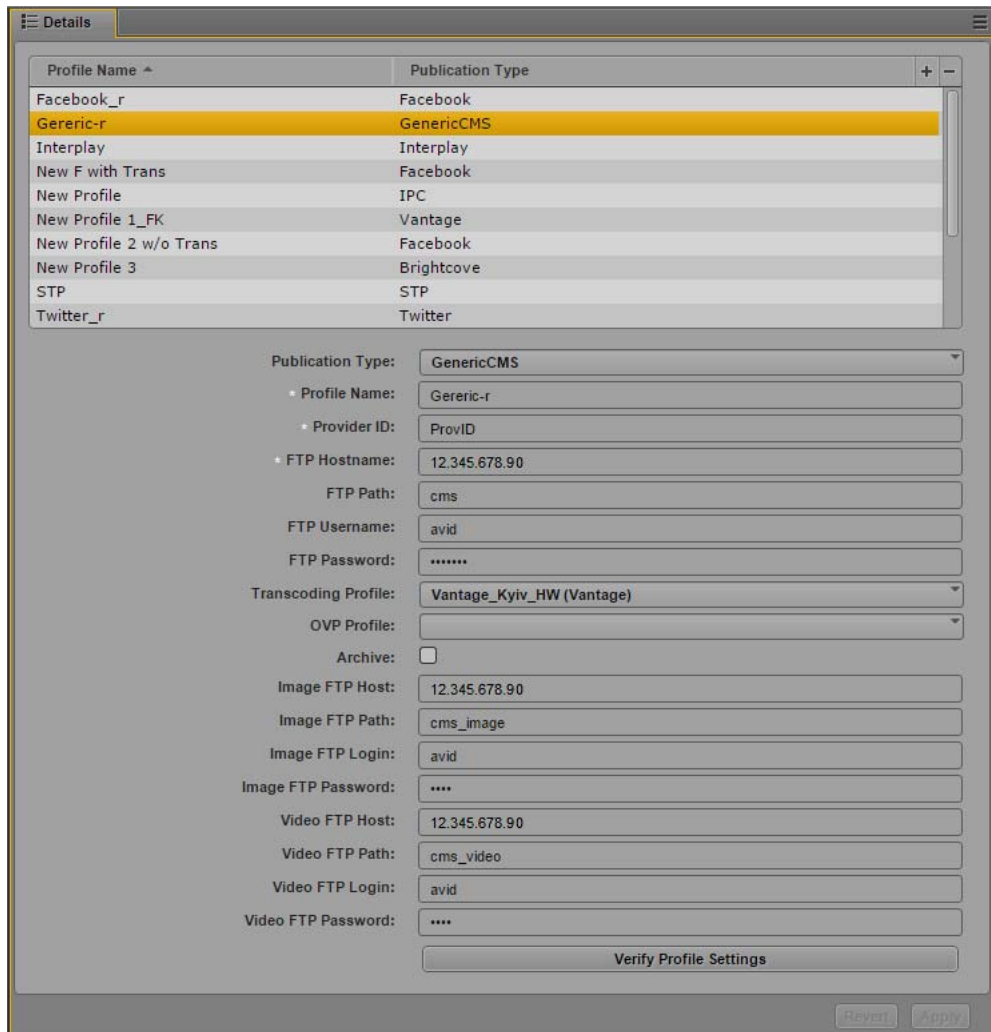 Details
Profile Name Publication Type + −
Facebook_r Facebook
Gereric-r GenericCMS
Interplay Interplay
New F with Trans Facebook
New Profile IPC
New Profile 1_FK Vantage
New Profile 2 w/o Trans Facebook
New Profile 3 Brightcove
STP STP
Twitter_r Twitter
Publication Type: GenericCMS
* Profile Name: Gereric-r
* Provider ID: ProvID
* FTP Hostname: 12.345.678.90
FTP Path: cms
FTP Username: avid
FTP Password: •••••••
Transcoding Profile: Vantage_Kyiv_HW (Vantage)
OVP Profile:
Archive:
Image FTP Host: 12.345.678.90
Image FTP Path: cms_image
Image FTP Login: avid
Image FTP Password: ••••
Video FTP Host: 12.345.678.90
Video FTP Path: cms_video
Video FTP Login: avid
Video FTP Password: ••••
Verify Profile Settings
Revert Apply